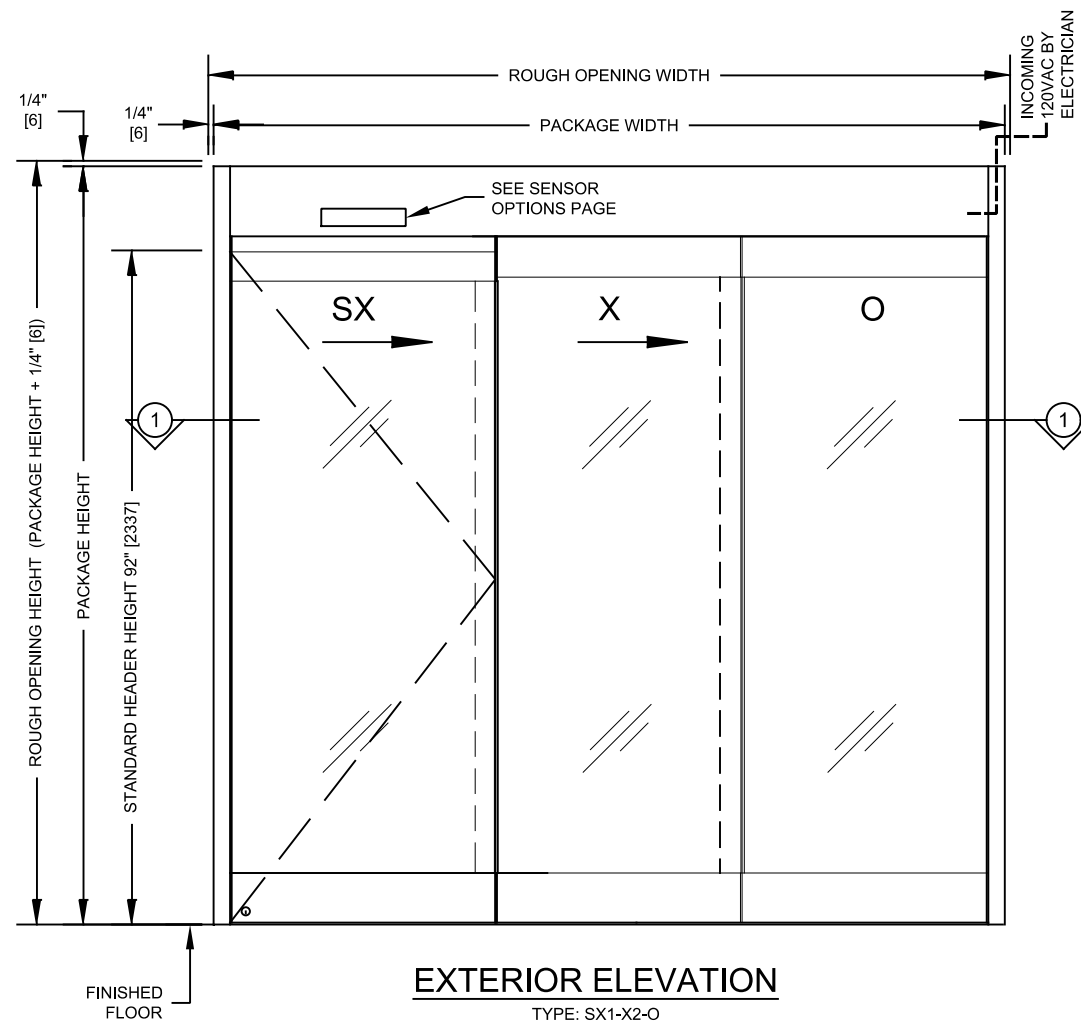 ROUGH OPENING WIDTH
INCOMING
120VAC BY
ELECTRICIAN
1/4"
[6]
1/4"
[6]
PACKAGE WIDTH
SEE SENSOR
OPTIONS PAGE
SX
X
O
1
1
ROUGH OPENING HEIGHT (PACKAGE HEIGHT + 1/4" [6])
PACKAGE HEIGHT
STANDARD HEADER HEIGHT 92" [2337]
FINISHED
FLOOR
EXTERIOR ELEVATION
TYPE: SX1-X2-O